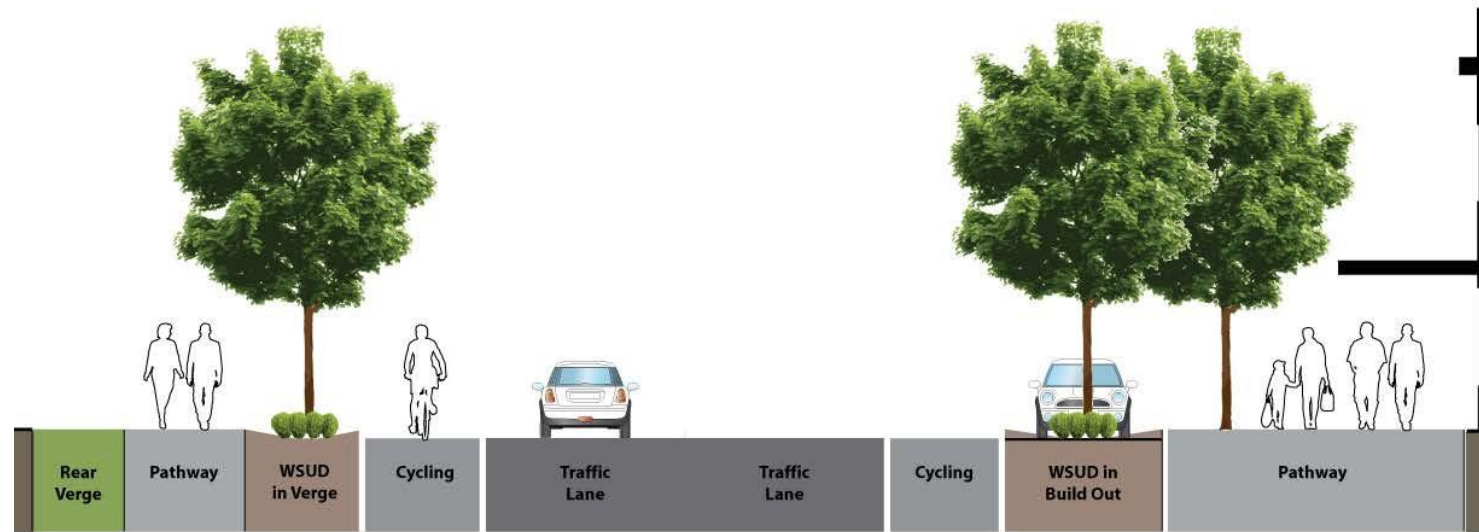 Rear
Verge
Pathway
WSUD
in Verge
Cycling
Traffic
Lane
Traffic
Lane
Cycling
WSUD in
Build Out
Pathway